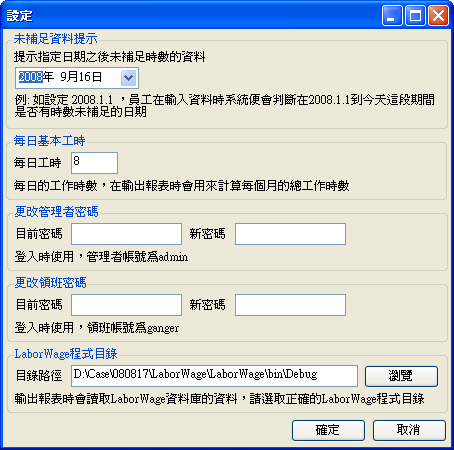 設定
未補足資料提示
提示指定日期之後未補足時數的資料
2008年 9月16日
例: 如設定 2008.1.1 ，員工在輸入資料時系統便會判斷在2008.1.1到今天這段期間
是否有時數未補足的日期
每日基本工時
每日工時 8
每日的工作時數，在輸出報表時會用來計算每個月的總工作時數
更改管理者密碼
目前密碼 新密碼
登入時使用，管理者帳號為admin
更改領班密碼
目前密碼 新密碼
登入時使用，領班帳號為ganger
LaborWage程式目錄
目錄路徑 D:\Case\080817\LaborWage\LaborWage\bin\Debug 瀏覽
輸出報表時會讀取LaborWage資料庫的資料，請選取正確的LaborWage程式目錄
確定 取消